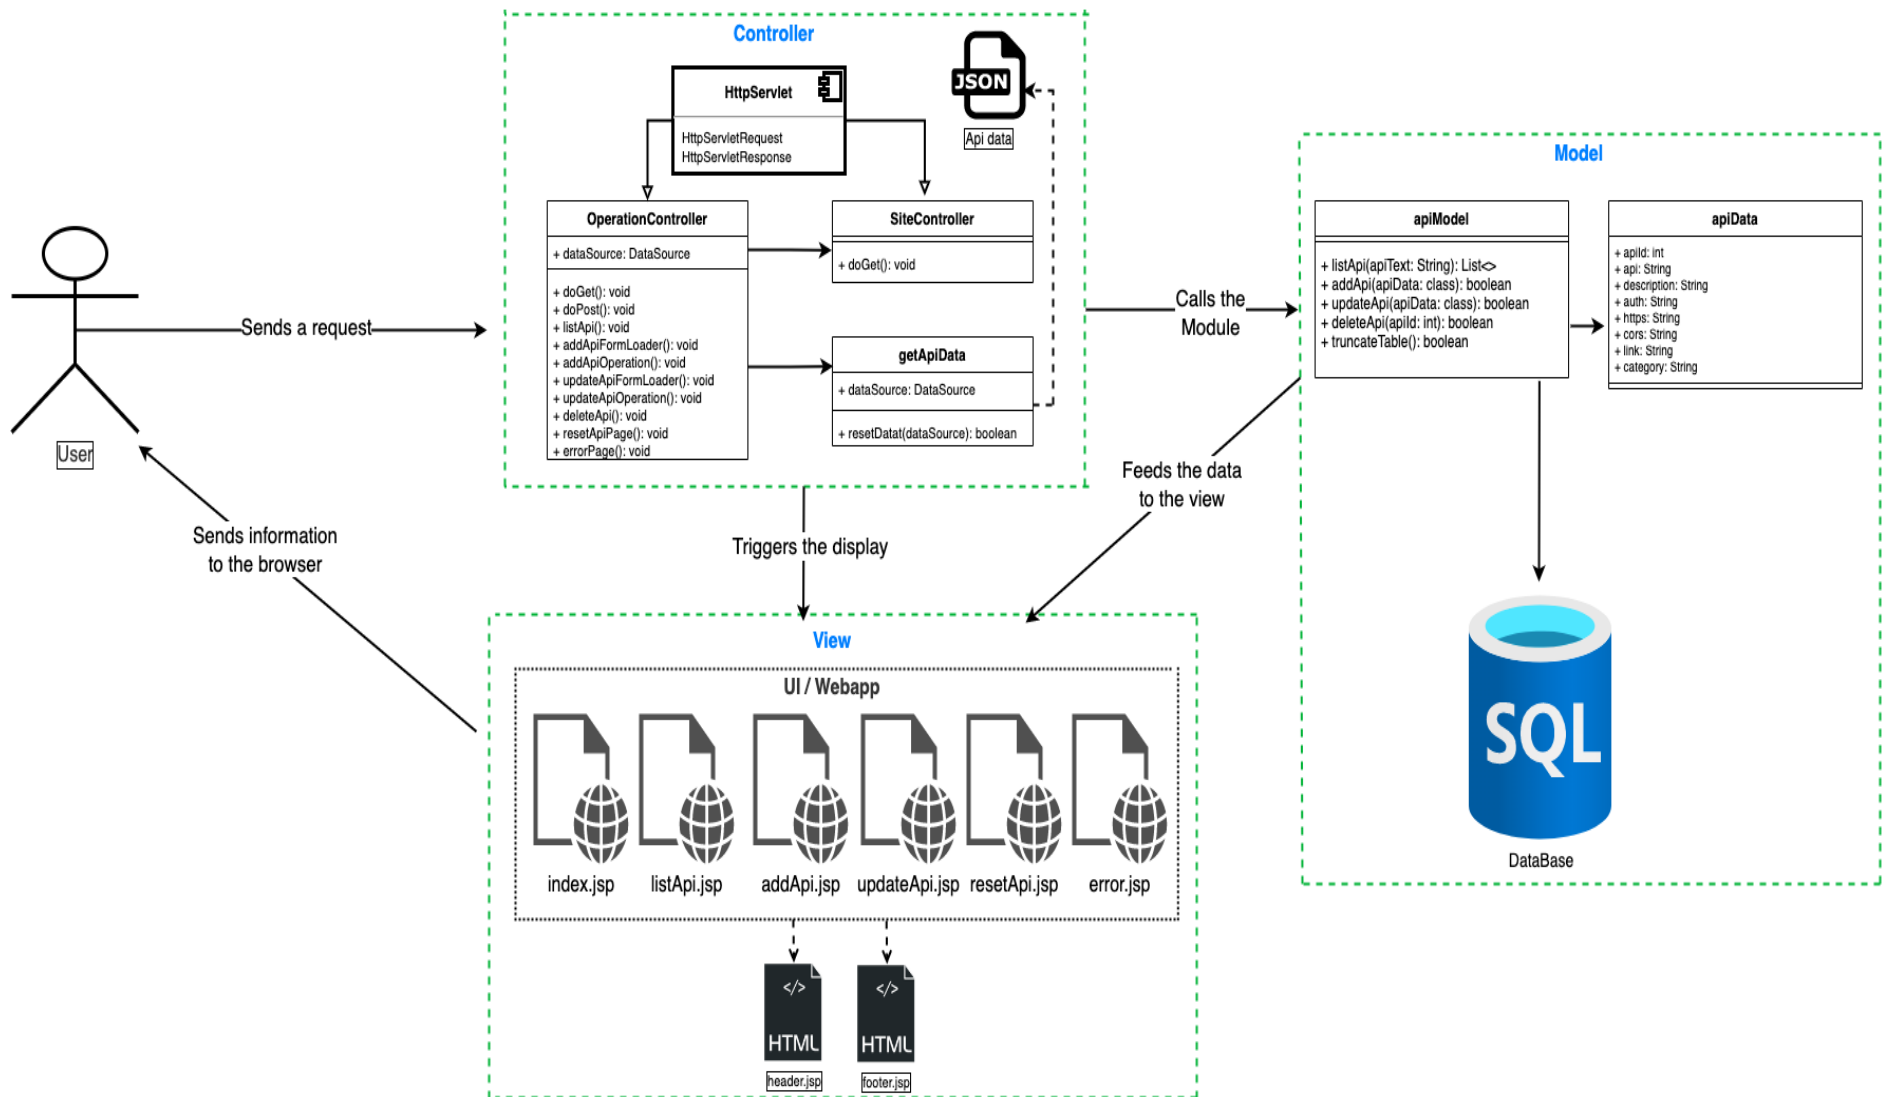 Controller
HttpServlet
HttpServletRequest
HttpServletResponse
JSON
Api data
OperationController
+ dataSource: DataSource
+ doGet(): void
+ doPost(): void
+ listApi(): void
+ addApiFormLoader(): void
+ addApiOperation(): void
+ updateApiFormLoader(): void
+ updateApiOperation(): void
+ deleteApi(): void
+ resetApiPage(): void
+ errorPage(): void
SiteController
+ doGet(): void
getApiData
+ dataSource: DataSource
+ resetDatat(dataSource): boolean
User
Sends a request
Calls the
Module
Model
apiModel
+ listApi(apiText: String): List<>
+ addApi(apiData: class): boolean
+ updateApi(apiData: class): boolean
+ deleteApi(apiId: int): boolean
+ truncateTable(): boolean
apiData
+ apiId: int
+ api: String
+ description: String
+ auth: String
+ https: String
+ cors: String
+ link: String
+ category: String
Feeds the data
to the view
Sends information
to the browser
Triggers the display
SQL
DataBase
View
UI / Webapp
index.jsp
listApi.jsp
addApi.jsp
updateApi.jsp
resetApi.jsp
error.jsp
</>
HTML
header.jsp
</>
HTML
footer.jsp